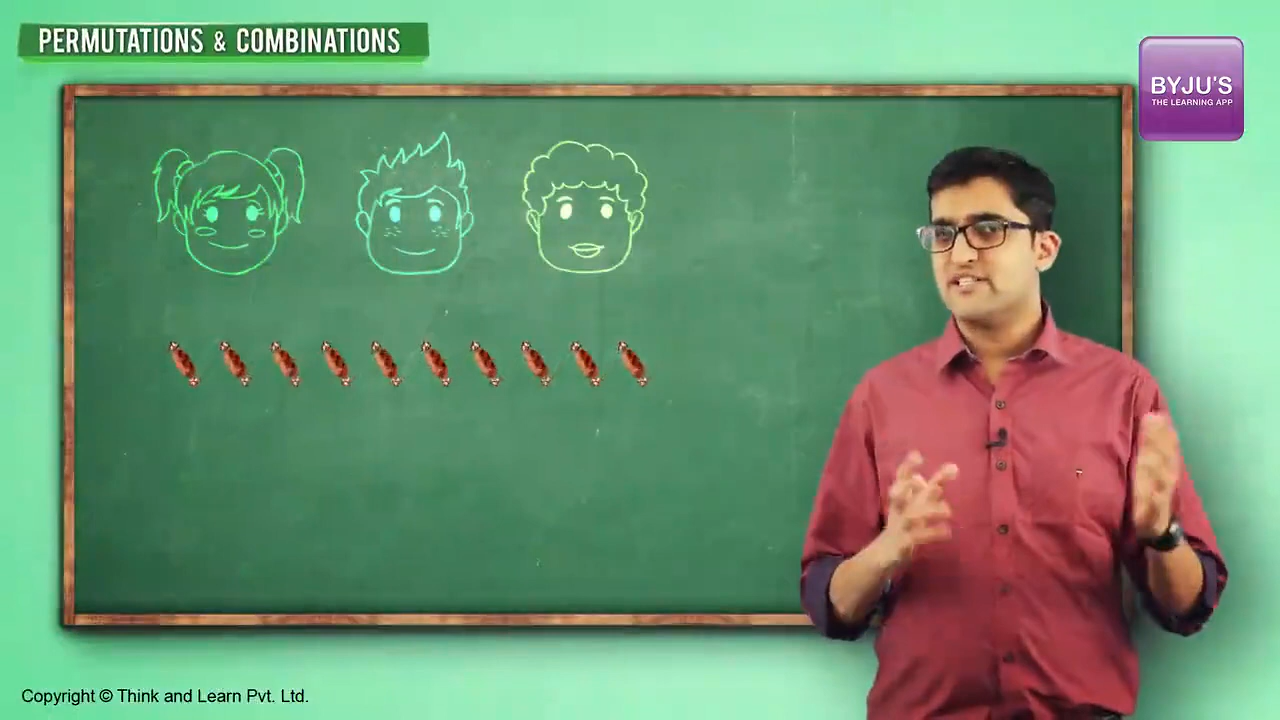 PERMUTATIONS & COMBINATIONS
BYJU'S
THE LEARNING APP
Copyright © Think and Learn Pvt. Ltd.